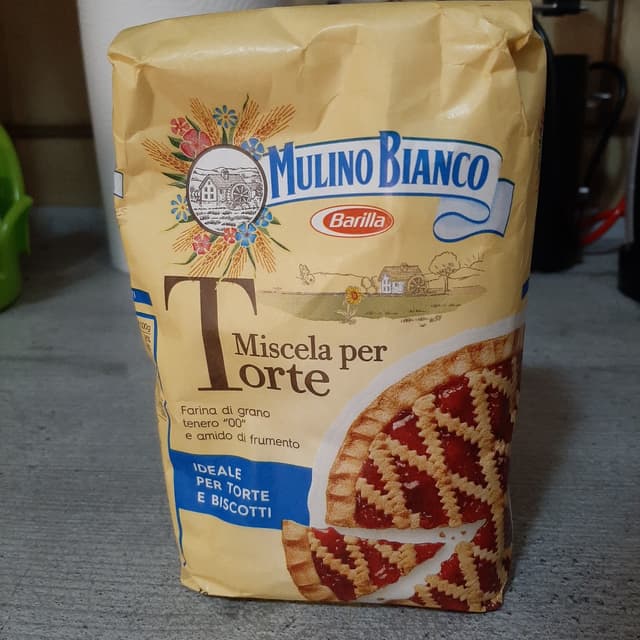 MULINO BIANCO
Barilla
Miscela per
Torte
Farina di grano
tenero "00"
e amido di frumento
IDEALE
PER TORTE
E BISCOTTI